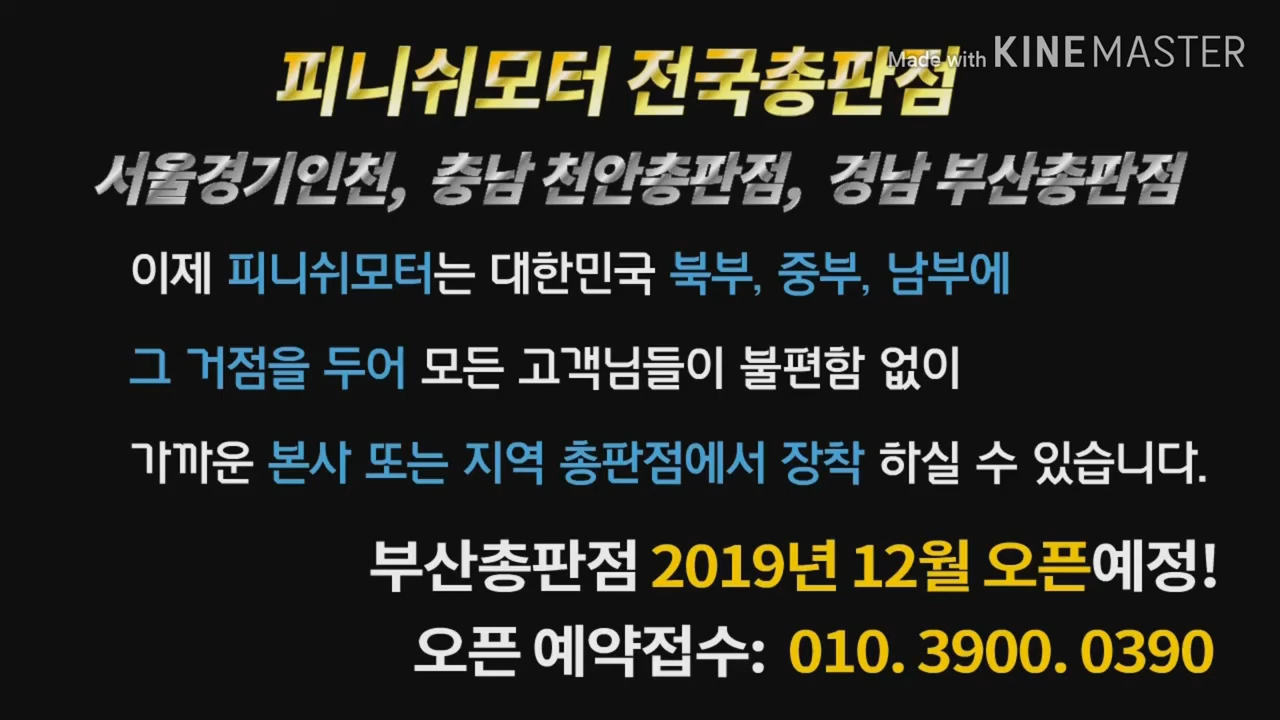 Made with KINEMASTER
피니쉬모터 전국총판점
서울경기인천, 충남 천안총판점, 경남 부산총판점
이제 피니쉬모터는 대한민국 북부, 중부, 남부에
그 거점을 두어 모든 고객님들이 불편함 없이
가까운 본사 또는 지역 총판점에서 장착 하실 수 있습니다.
부산총판점 2019년 12월 오픈예정!
오픈 예약접수: 010. 3900. 0390